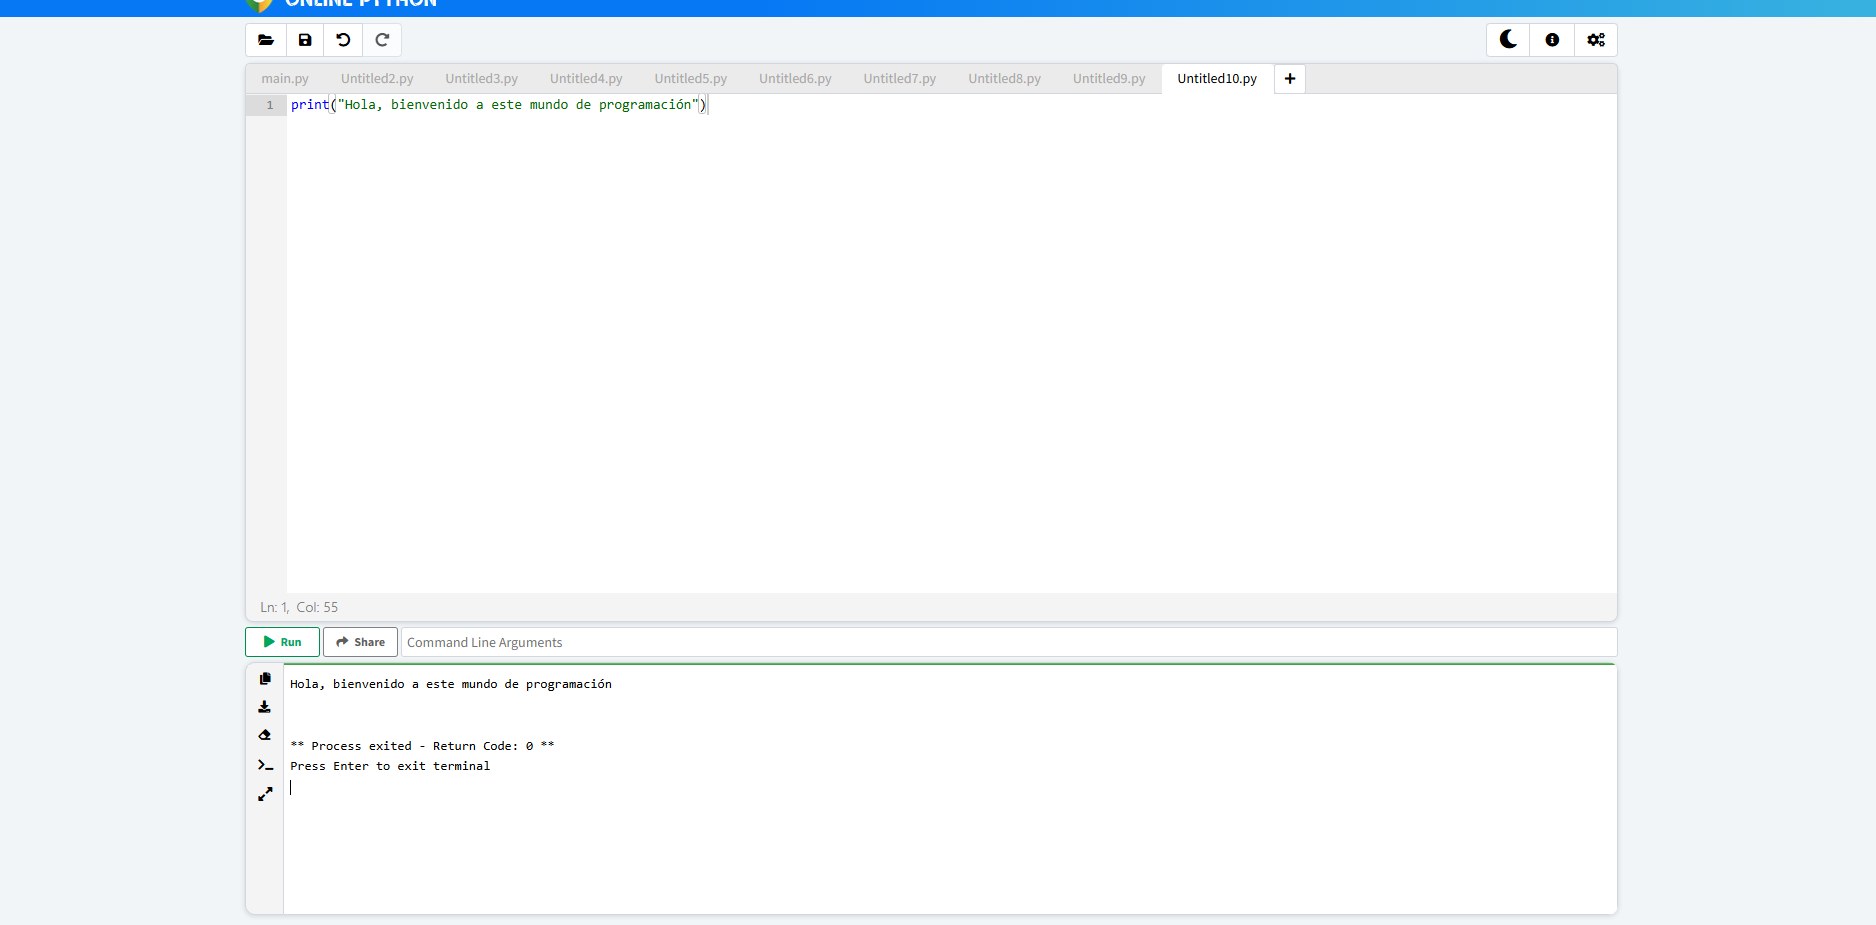 ONLINE PYTHON
main.py Untitled2.py Untitled3.py Untitled4.py Untitled5.py Untitled6.py Untitled7.py Untitled8.py Untitled9.py Untitled10.py +
1 print("Hola, bienvenido a este mundo de programación")
Ln: 1, Col: 55
Run Share Command Line Arguments
Hola, bienvenido a este mundo de programación
** Process exited - Return Code: 0 **
Press Enter to exit terminal